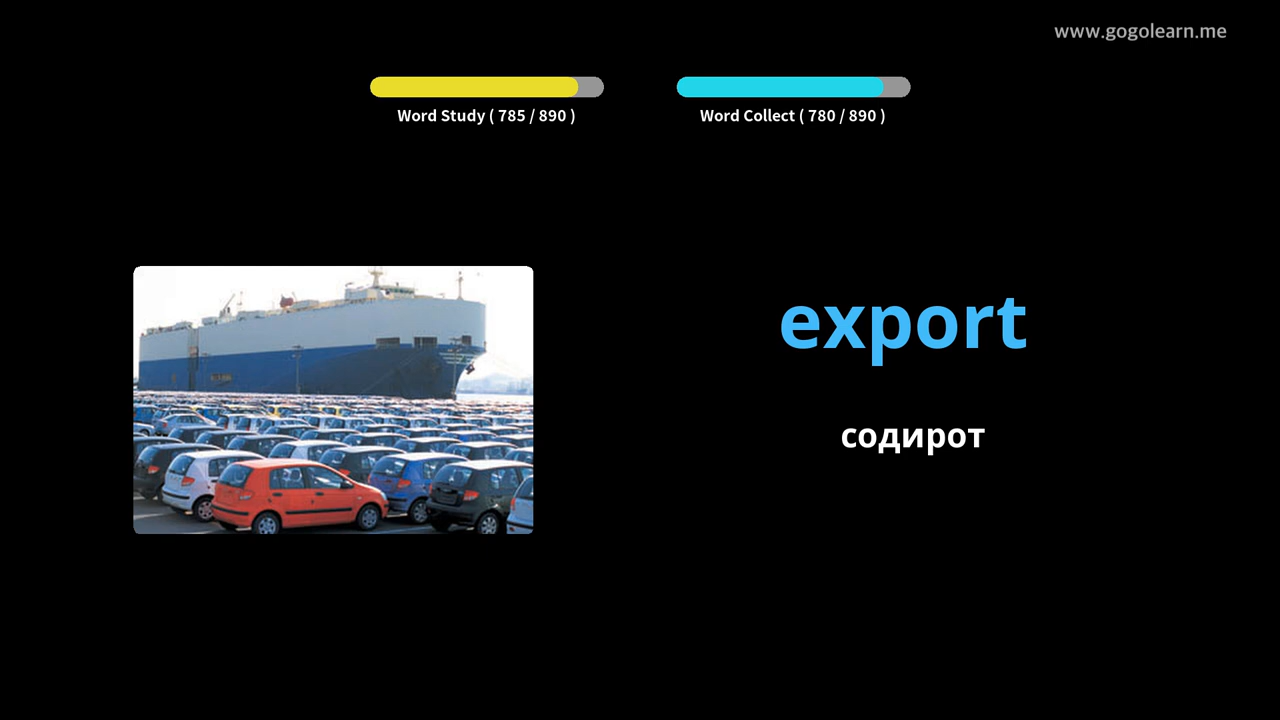 www.gogolearn.me
Word Study ( 785 / 890 )
Word Collect ( 780 / 890 )
export
содирот